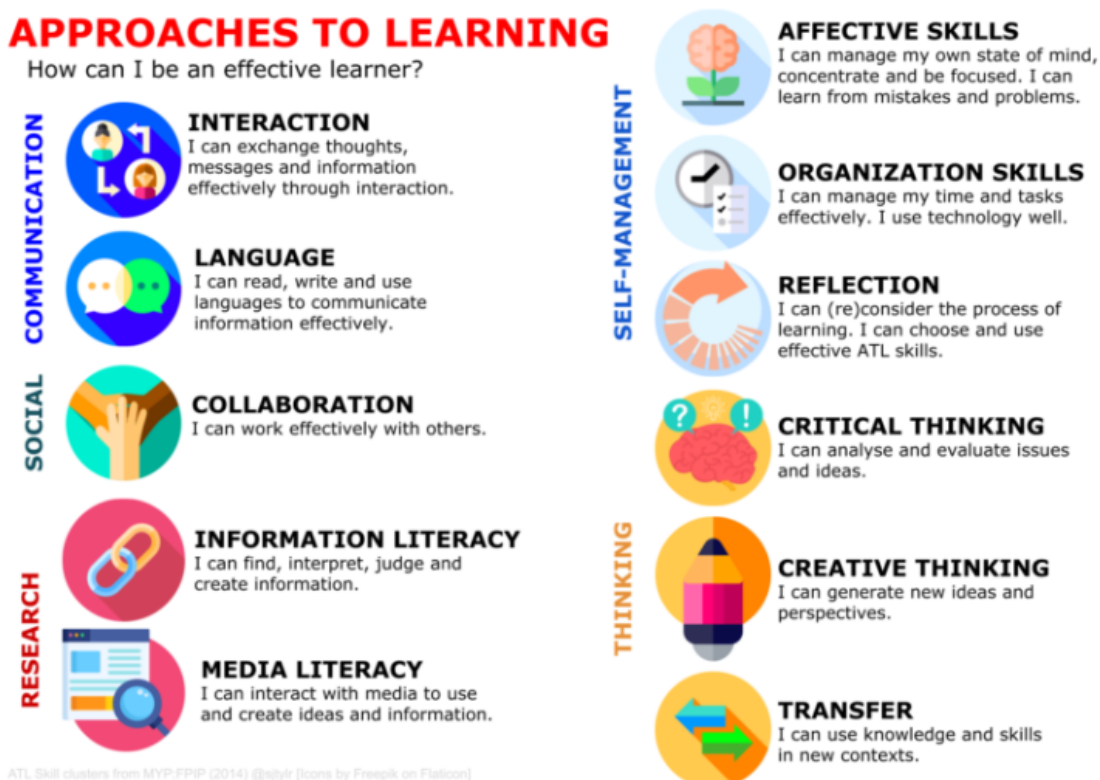 APPROACHES TO LEARNING
How can I be an effective learner?
COMMUNICATION
INTERACTION
I can exchange thoughts,
messages and information
effectively through interaction.
LANGUAGE
I can read, write and use
languages to communicate
information effectively.
SOCIAL
COLLABORATION
I can work effectively with others.
RESEARCH
INFORMATION LITERACY
I can find, interpret, judge and
create information.
MEDIA LITERACY
I can interact with media to use
and create ideas and information.
ATL Skill clusters from MYP:FPIP (2014) @sjtylr [Icons by Freepik on Flaticon]
SELF-MANAGEMENT
AFFECTIVE SKILLS
I can manage my own state of mind,
concentrate and be focused. I can
learn from mistakes and problems.
ORGANIZATION SKILLS
I can manage my time and tasks
effectively. I use technology well.
REFLECTION
I can (re)consider the process of
learning. I can choose and use
effective ATL skills.
THINKING
? !
CRITICAL THINKING
I can analyse and evaluate issues
and ideas.
CREATIVE THINKING
I can generate new ideas and
perspectives.
TRANSFER
I can use knowledge and skills
in new contexts.